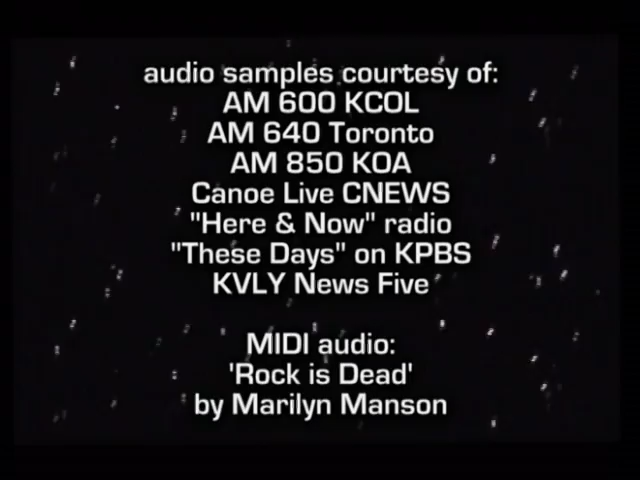 audio samples courtesy of:
AM 600 KCOL
AM 640 Toronto
AM 850 KOA
Canoe Live CNEWS
"Here & Now" radio
"These Days" on KPBS
KVLY News Five
MIDI audio:
'Rock is Dead'
by Marilyn Manson